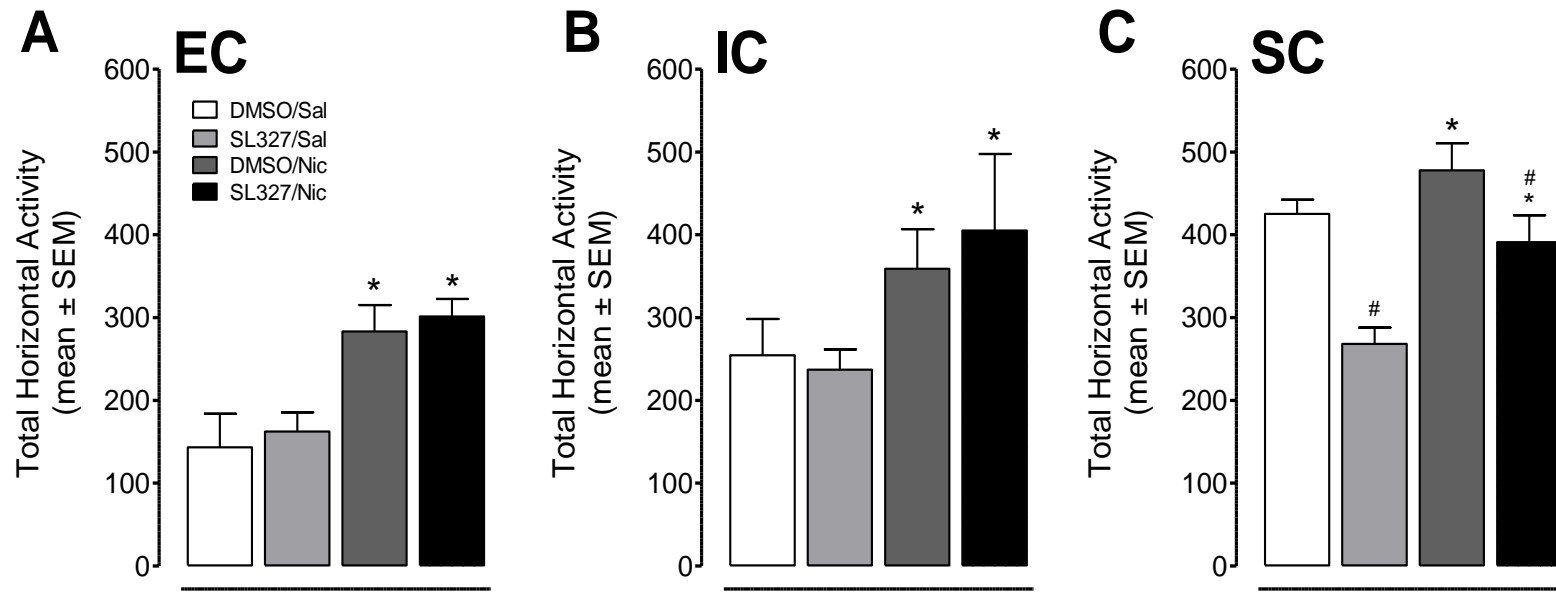 A
EC
600
500
400
300
200
100
0
Total Horizontal Activity
(mean ± SEM)
DMSO/Sal
SL327/Sal
DMSO/Nic
SL327/Nic
*
*
B
IC
600
500
400
300
200
100
0
Total Horizontal Activity
(mean ± SEM)
*
*
C
SC
600
500
400
300
200
100
0
Total Horizontal Activity
(mean ± SEM)
#
*
#
*